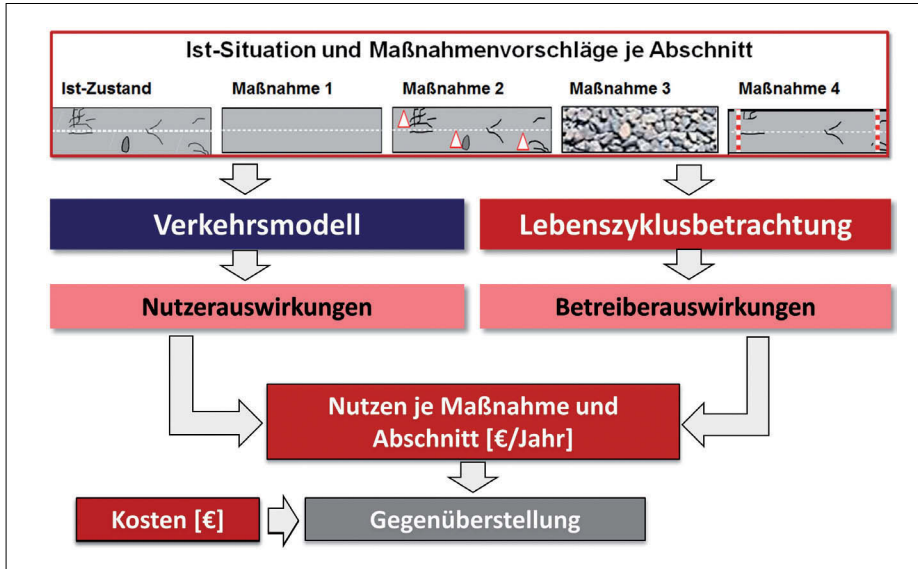 Ist-Situation und Maßnahmenvorschläge je Abschnitt
Ist-Zustand
Maßnahme 1
Maßnahme 2
Maßnahme 3
Maßnahme 4
Verkehrsmodell
Lebenszyklusbetrachtung
Nutzerauswirkungen
Betreiberauswirkungen
Nutzen je Maßnahme und
Abschnitt [€/Jahr]
Kosten [€]
Gegenüberstellung